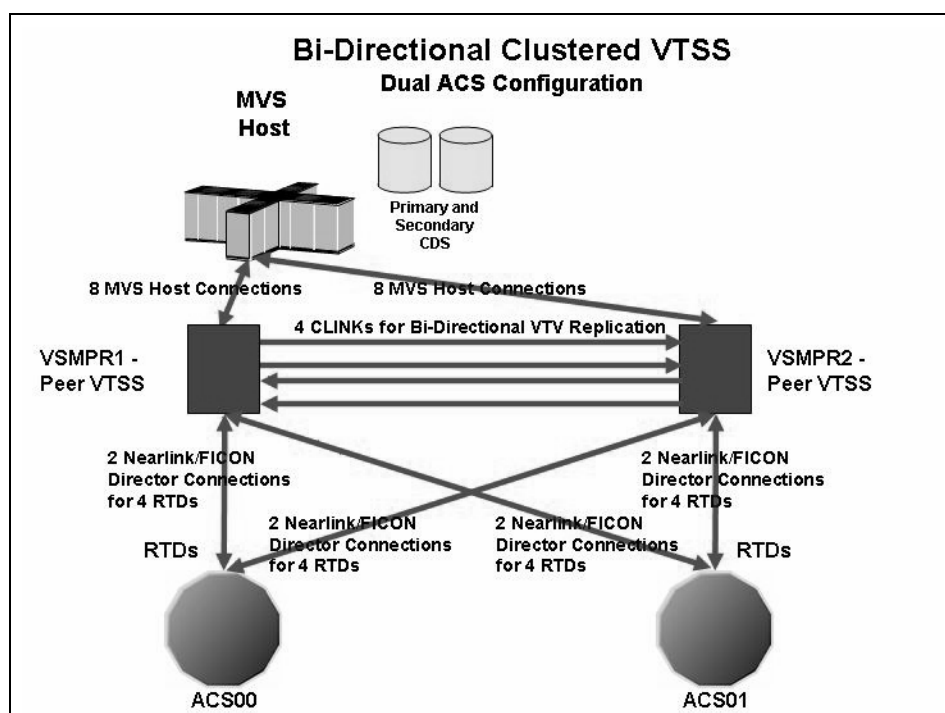 Bi-Directional Clustered VTSS
Dual ACS Configuration
MVS
Host
Primary and
Secondary
CDS
8 MVS Host Connections
8 MVS Host Connections
4 CLINKs for Bi-Directional VTV Replication
VSMPR1 -
Peer VTSS
VSMPR2 -
Peer VTSS
2 Nearlink/FICON
Director Connections
for 4 RTDs
2 Nearlink/FICON
Director Connections
for 4 RTDs
2 Nearlink/FICON
Director Connections
for 4 RTDs
2 Nearlink/FICON
Director Connections
for 4 RTDs
RTDs
RTDs
ACS00
ACS01